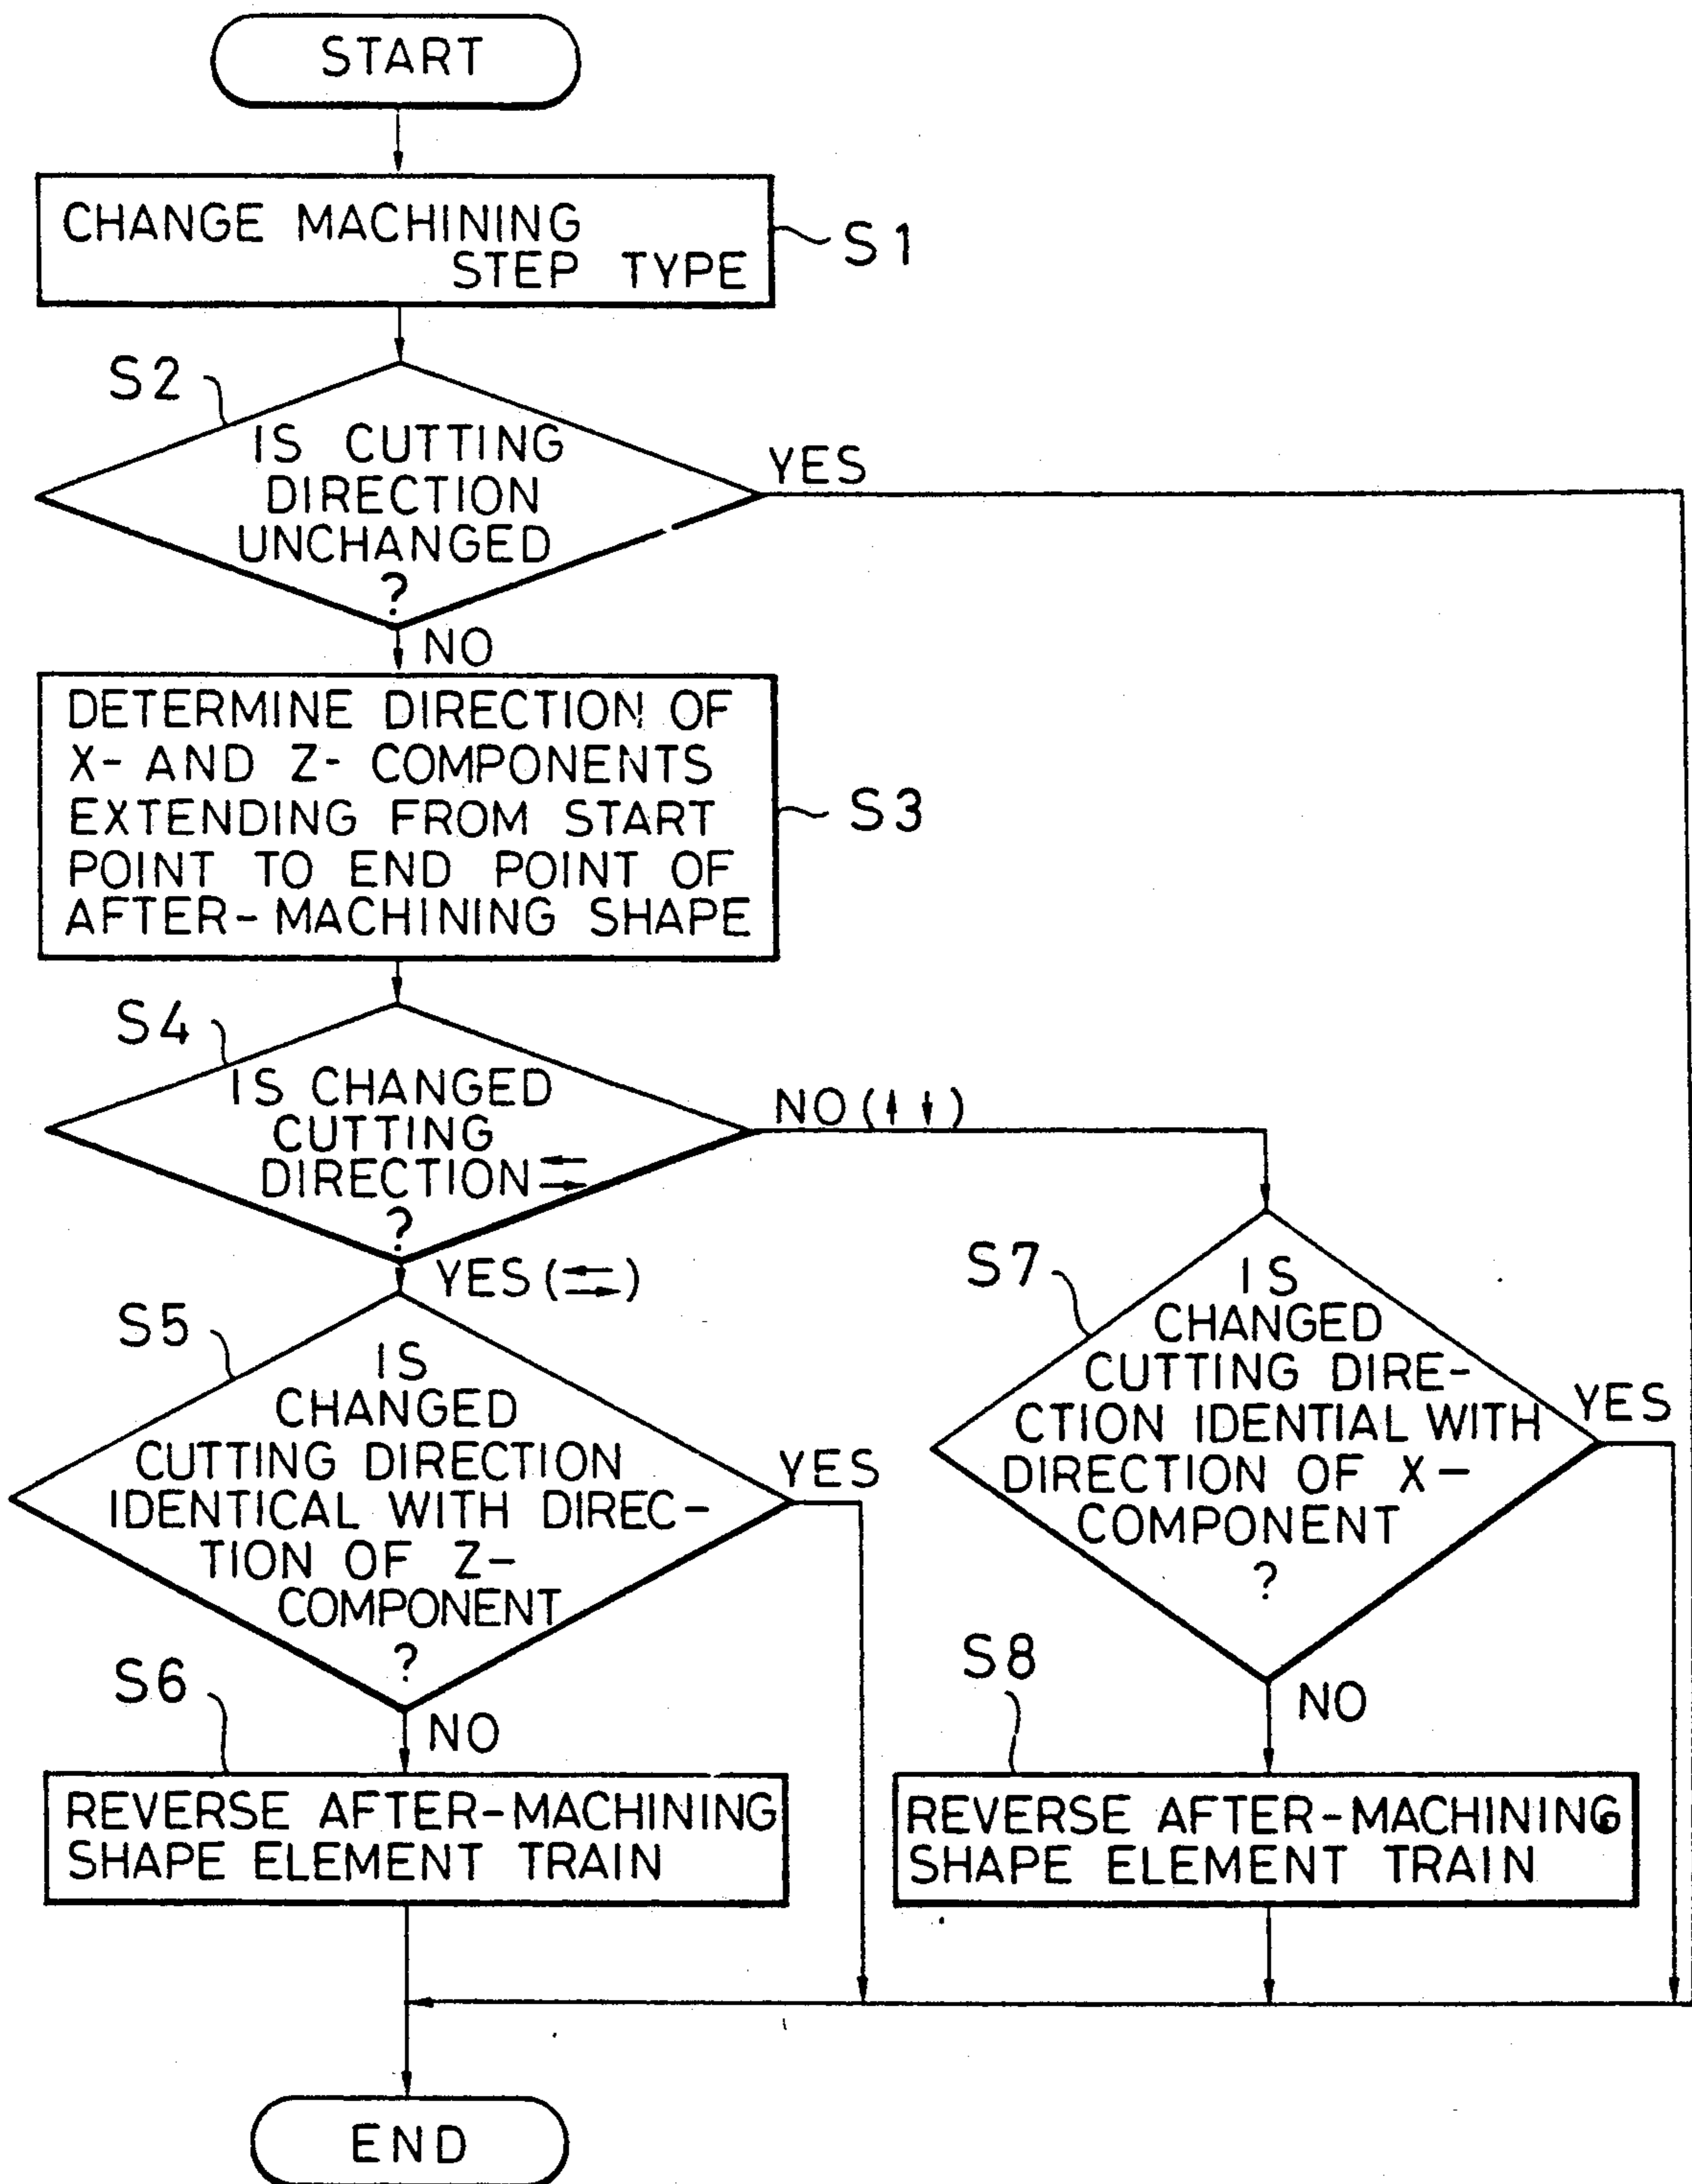 START
CHANGE MACHINING
STEP TYPE
S1
S2
IS CUTTING
DIRECTION
UNCHANGED
?
YES
NO
DETERMINE DIRECTION OF
X- AND Z- COMPONENTS
EXTENDING FROM START
POINT TO END POINT OF
AFTER-MACHINING SHAPE
S3
S4
IS CHANGED
CUTTING
DIRECTION ⇆
?
NO (↑ ↓)
YES (⇆)
S5
IS
CHANGED
CUTTING DIRECTION
IDENTICAL WITH DIREC-
TION OF Z-
COMPONENT
?
YES
S7
IS
CHANGED
CUTTING DIRE-
CTION IDENTIAL WITH
DIRECTION OF X-
COMPONENT
?
YES
S6
NO
REVERSE AFTER-MACHINING
SHAPE ELEMENT TRAIN
S8
NO
REVERSE AFTER-MACHINING
SHAPE ELEMENT TRAIN
END